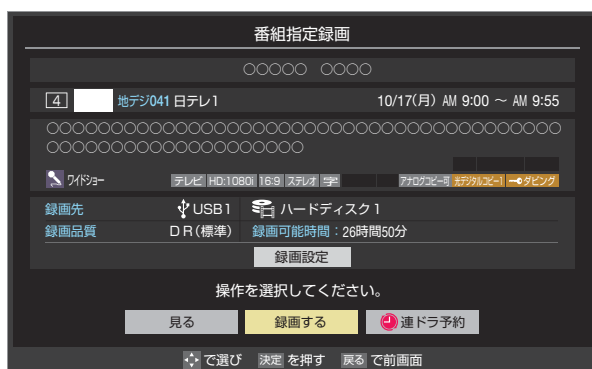 番組指定録画
○○○○○ ○○○○
4 地デジ041 日テレ1 10/17(月) AM 9:00 ～ AM 9:55
○○○○○○○○○○○○○○○○○○○○○○○○○○○○○○○○
○○○○○○○○○○○○○○○○
ワイドショー テレビ HD:1080i 16:9 ステレオ 字 アナログコピー可 光デジタルコピー1 ダビング
録画先 USB1 ハードディスク1
録画品質 DR(標準) 録画可能時間：26時間50分
録画設定
操作を選択してください。
見る 録画する 連ドラ予約
で選び 決定 を押す 戻る で前画面